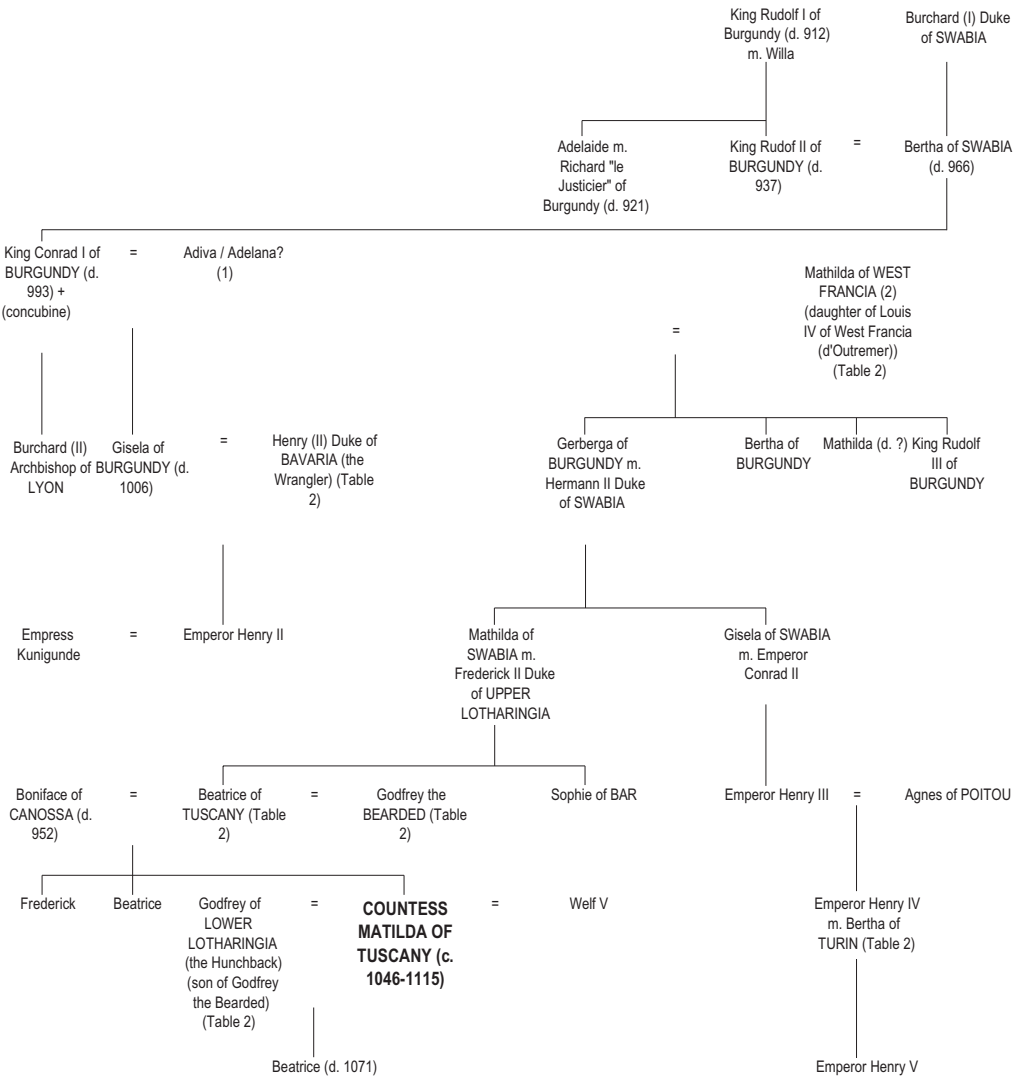 King Rudolf I of
Burgundy (d. 912)
m. Willa
Burchard (I) Duke
of SWABIA
Adelaide m.
Richard "le
Justicier" of
Burgundy (d. 921)
King Rudof II of
BURGUNDY (d.
937)
=
Bertha of SWABIA
(d. 966)
King Conrad I of
BURGUNDY (d.
993) +
(concubine)
=
Adiva / Adelana?
(1)
=
Mathilda of WEST
FRANCIA (2)
(daughter of Louis
IV of West Francia
(d'Outremer))
(Table 2)
Burchard (II)
Archbishop of
LYON
Gisela of
BURGUNDY (d.
1006)
=
Henry (II) Duke of
BAVARIA (the
Wrangler) (Table
2)
Gerberga of
BURGUNDY m.
Hermann II Duke
of SWABIA
Bertha of
BURGUNDY
Mathilda (d. ?)
King Rudolf
III of
BURGUNDY
Empress
Kunigunde
=
Emperor Henry II
Mathilda of
SWABIA m.
Frederick II Duke
of UPPER
LOTHARINGIA
Gisela of SWABIA
m. Emperor
Conrad II
Boniface of
CANOSSA (d.
952)
=
Beatrice of
TUSCANY (Table
2)
=
Godfrey the
BEARDED (Table
2)
Sophie of BAR
Emperor Henry III
=
Agnes of POITOU
Frederick
Beatrice
Godfrey of
LOWER
LOTHARINGIA
(the Hunchback)
(son of Godfrey
the Bearded)
(Table 2)
=
COUNTESS
MATILDA OF
TUSCANY (c.
1046-1115)
=
Welf V
Emperor Henry IV
m. Bertha of
TURIN (Table 2)
Beatrice (d. 1071)
Emperor Henry V